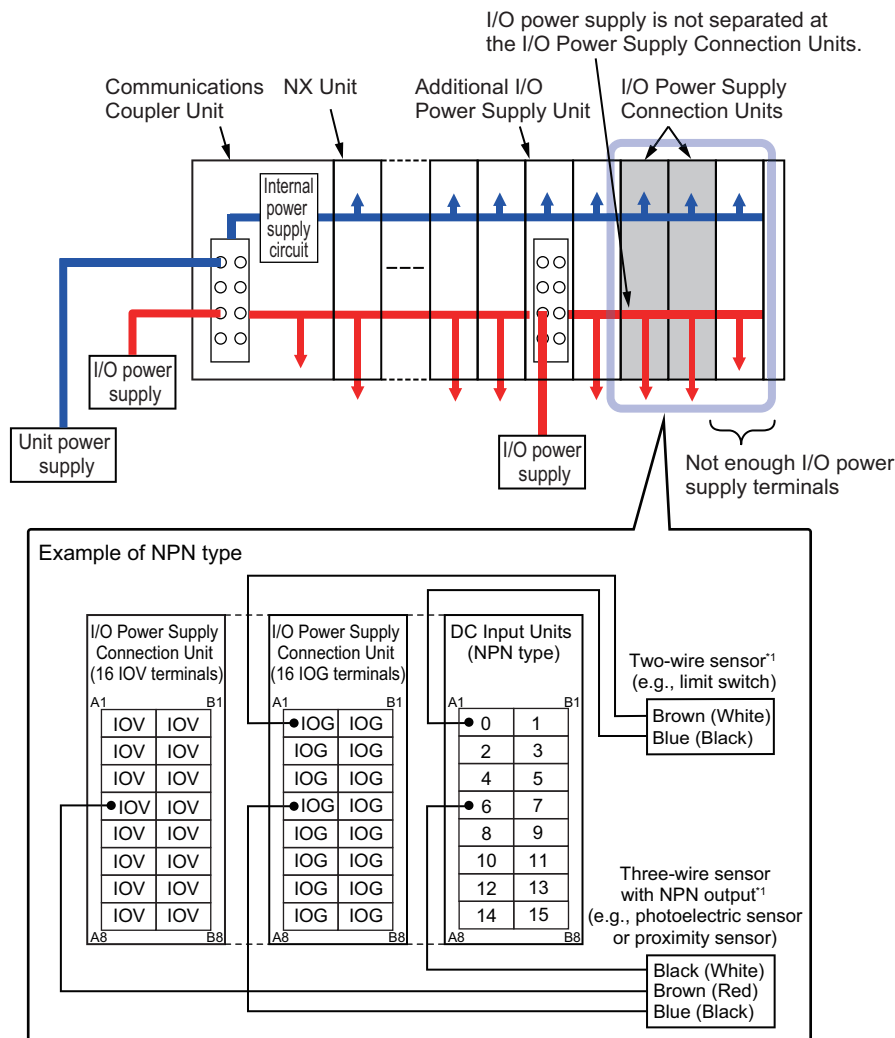 I/O power supply is not separated at
the I/O Power Supply Connection Units.
Communications
Coupler Unit
NX Unit
Additional I/O
Power Supply Unit
I/O Power Supply
Connection Units
Internal
power
supply
circuit
I/O power
supply
Unit power
supply
I/O power
supply
Not enough I/O power
supply terminals
Example of NPN type
I/O Power Supply
Connection Unit
(16 IOV terminals)
A1 B1
IOV IOV
IOV IOV
IOV IOV
IOV IOV
IOV IOV
IOV IOV
IOV IOV
IOV IOV
A8 B8
I/O Power Supply
Connection Unit
(16 IOG terminals)
A1 B1
IOG IOG
IOG IOG
IOG IOG
IOG IOG
IOG IOG
IOG IOG
IOG IOG
IOG IOG
A8 B8
DC Input Units
(NPN type)
A1 B1
0 1
2 3
4 5
6 7
8 9
10 11
12 13
14 15
A8 B8
Two-wire sensor*1
(e.g., limit switch)
Brown (White)
Blue (Black)
Three-wire sensor
with NPN output*1
(e.g., photoelectric sensor
or proximity sensor)
Black (White)
Brown (Red)
Blue (Black)